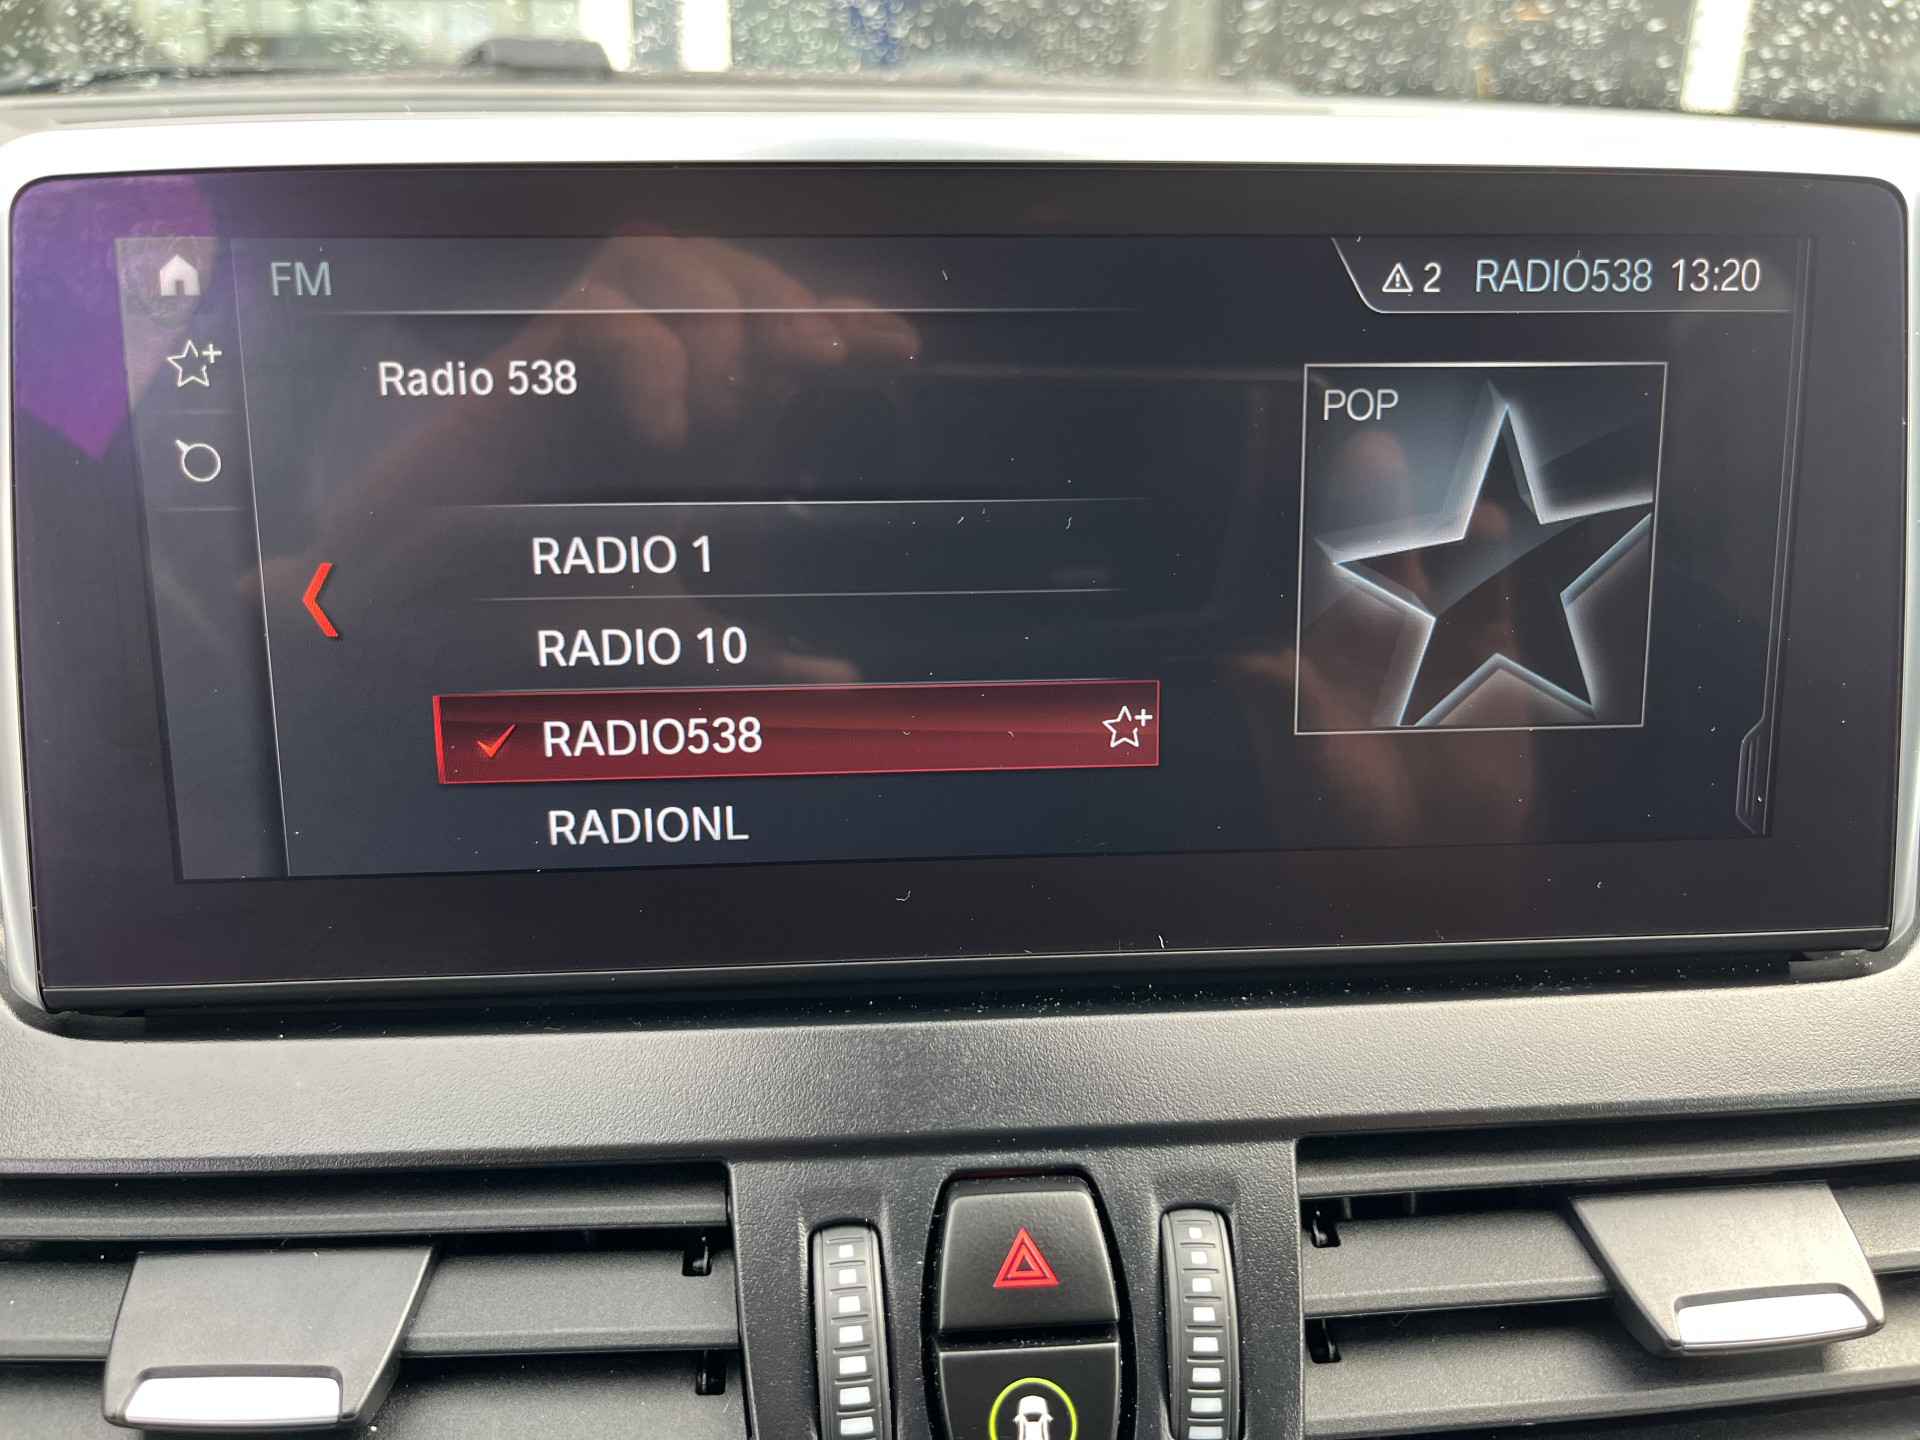 FM
2 RADIO538 13:20
Radio 538
POP
RADIO 1
RADIO 10
RADIO538
RADIONL